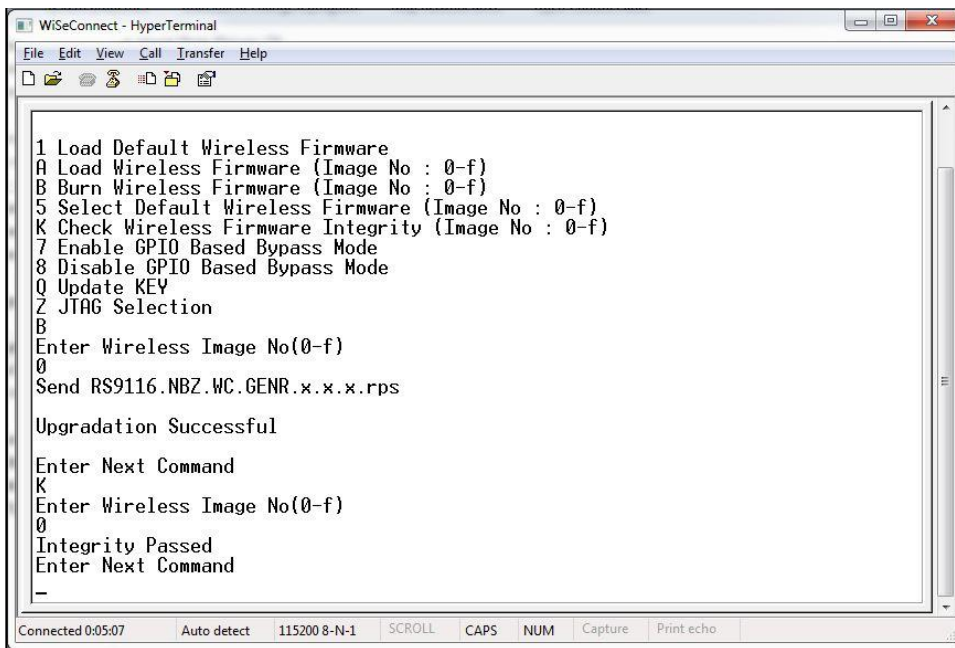 WiSeConnect - HyperTerminal
File Edit View Call Transfer Help
1 Load Default Wireless Firmware
A Load Wireless Firmware (Image No : 0-f)
B Burn Wireless Firmware (Image No : 0-f)
5 Select Default Wireless Firmware (Image No : 0-f)
K Check Wireless Firmware Integrity (Image No : 0-f)
7 Enable GPIO Based Bypass Mode
8 Disable GPIO Based Bypass Mode
Q Update KEY
Z JTAG Selection
B
Enter Wireless Image No(0-f)
0
Send RS9116.NBZ.WC.GENR.x.x.x.rps
Upgradation Successful
Enter Next Command
K
Enter Wireless Image No(0-f)
0
Integrity Passed
Enter Next Command
_
Connected 0:05:07 Auto detect 115200 8-N-1 SCROLL CAPS NUM Capture Print echo